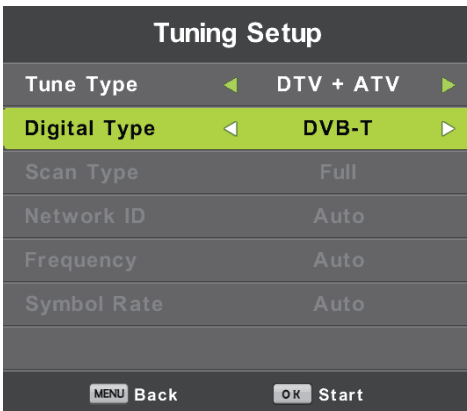 Tuning Setup
Tune Type DTV + ATV
Digital Type DVB-T
Scan Type Full
Network ID Auto
Frequency Auto
Symbol Rate Auto
MENU Back OK Start